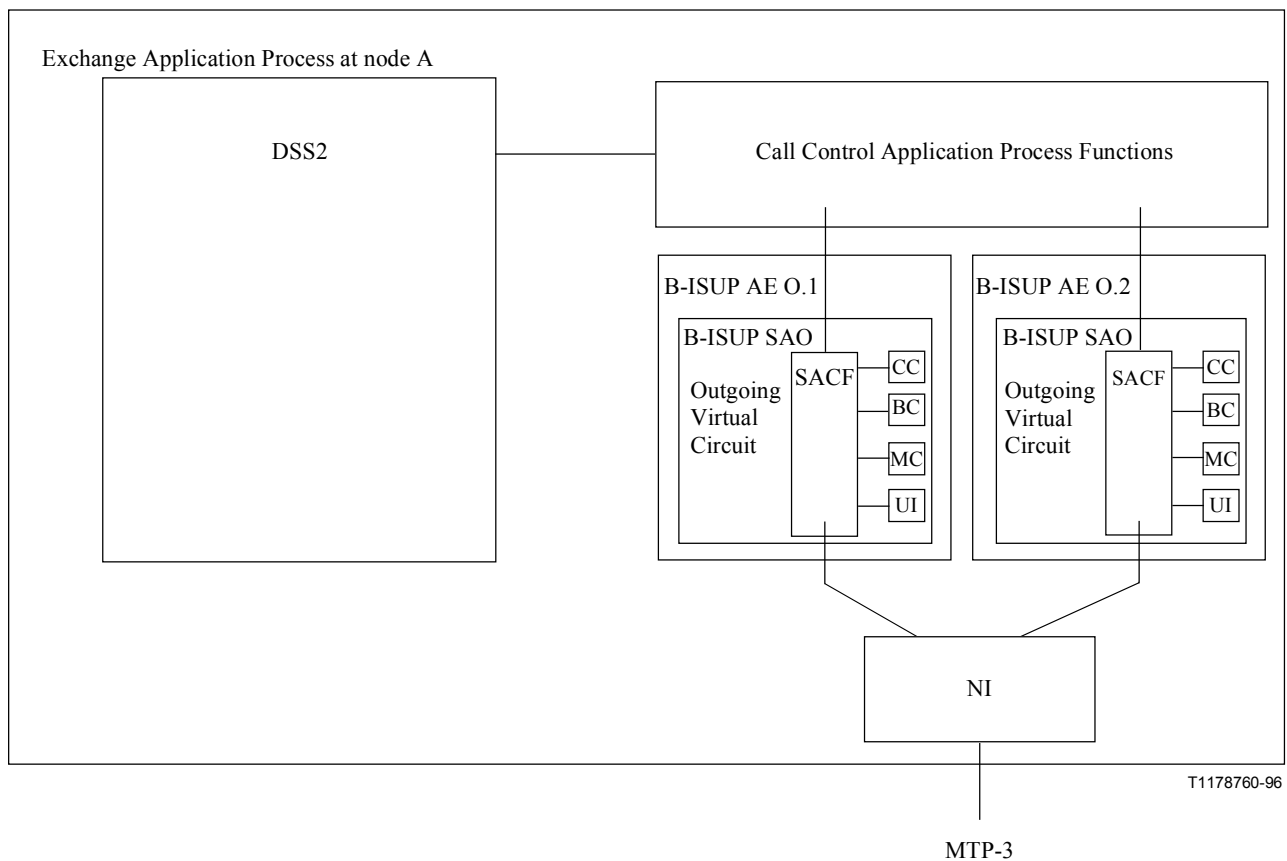 Exchange Application Process at node A
DSS2
Call Control Application Process Functions
B-ISUP AE O.1
B-ISUP SAO
SACF
Outgoing
Virtual
Circuit
CC
BC
MC
UI
B-ISUP AE O.2
B-ISUP SAO
SACF
Outgoing
Virtual
Circuit
CC
BC
MC
UI
NI
T1178760-96
MTP-3